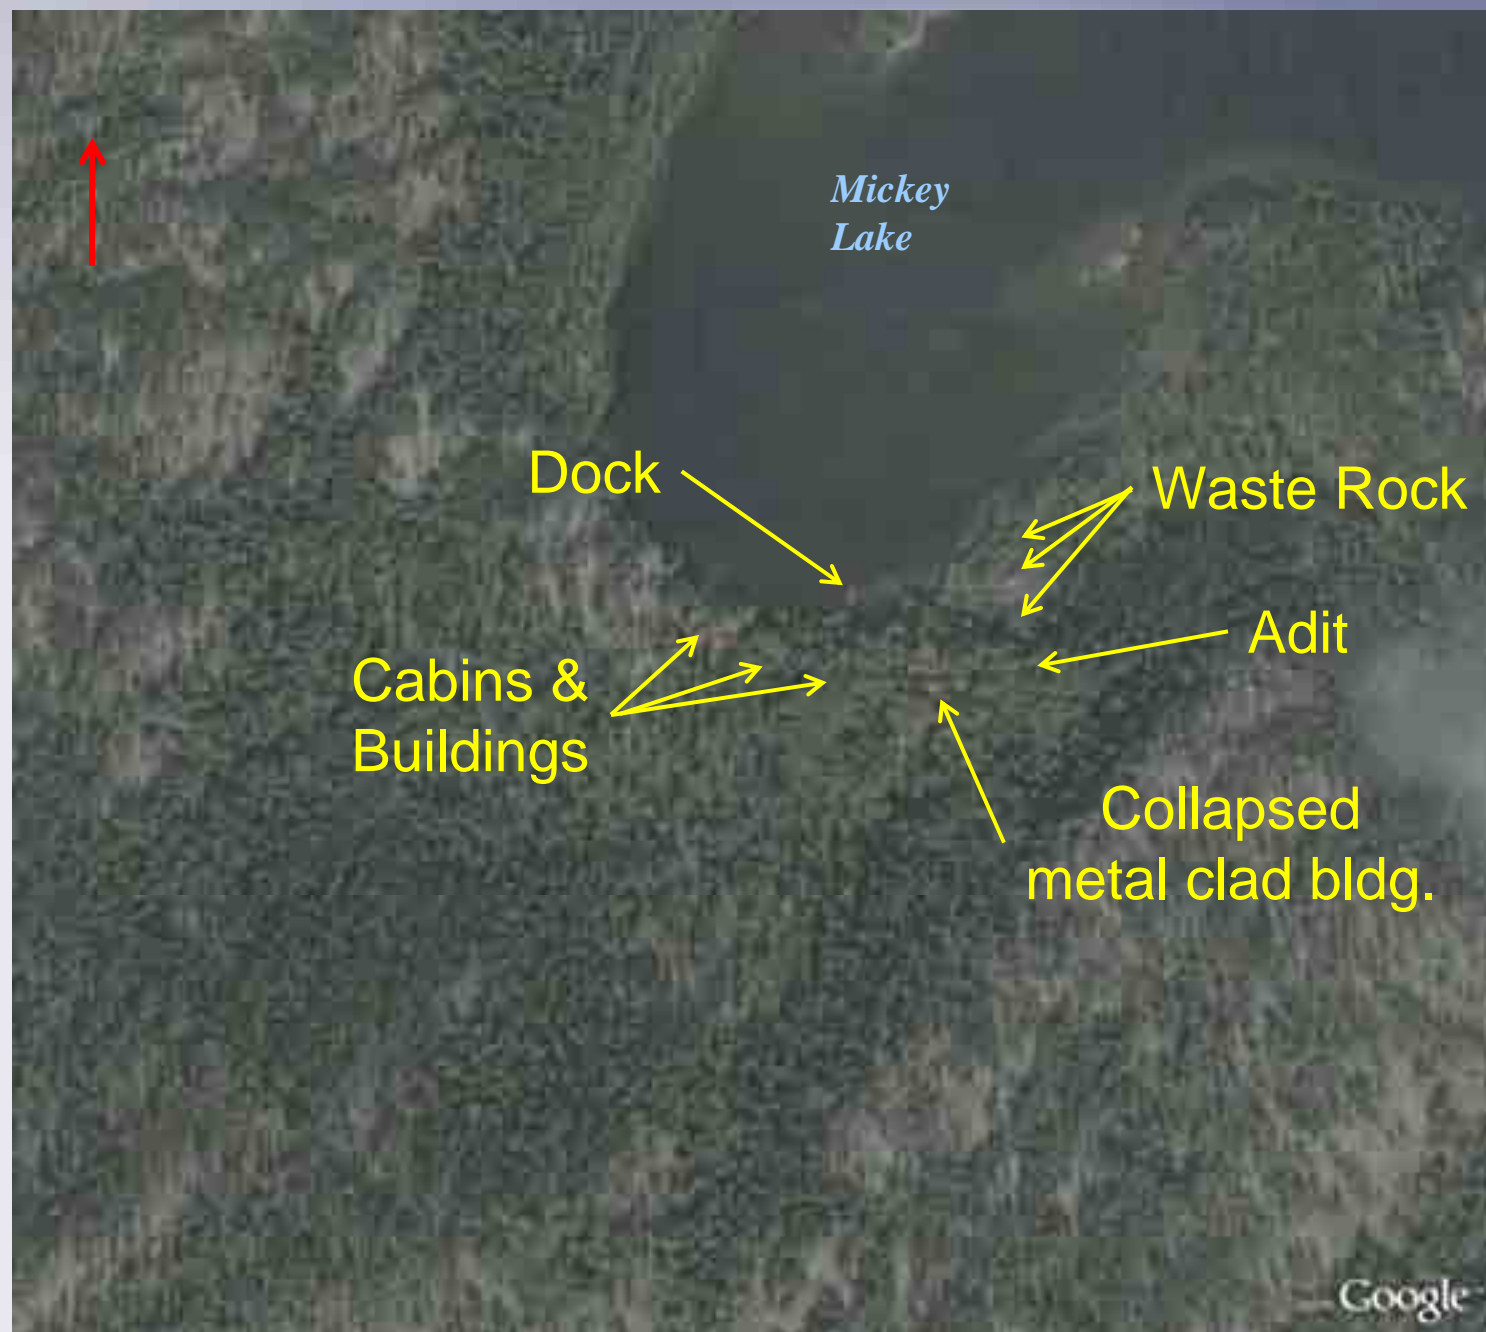 Mickey
Lake
Dock
Waste Rock
Adit
Cabins &
Buildings
Collapsed
metal clad bldg.
Google